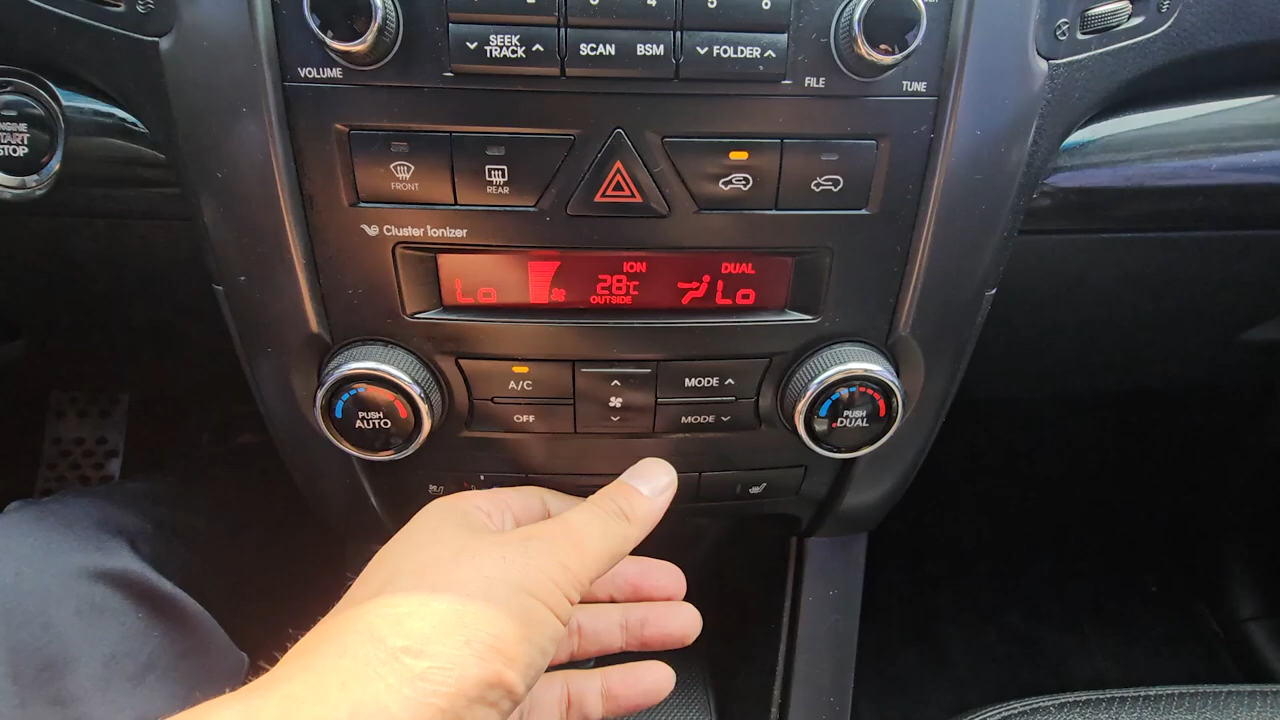 SEEK
TRACK
SCAN BSM
FOLDER
VOLUME
FILE
TUNE
ENGINE
START
STOP
FRONT
REAR
Cluster ionizer
ION
DUAL
Lo
28℃
Lo
OUTSIDE
A/C
MODE
PUSH
AUTO
OFF
MODE
PUSH
DUAL